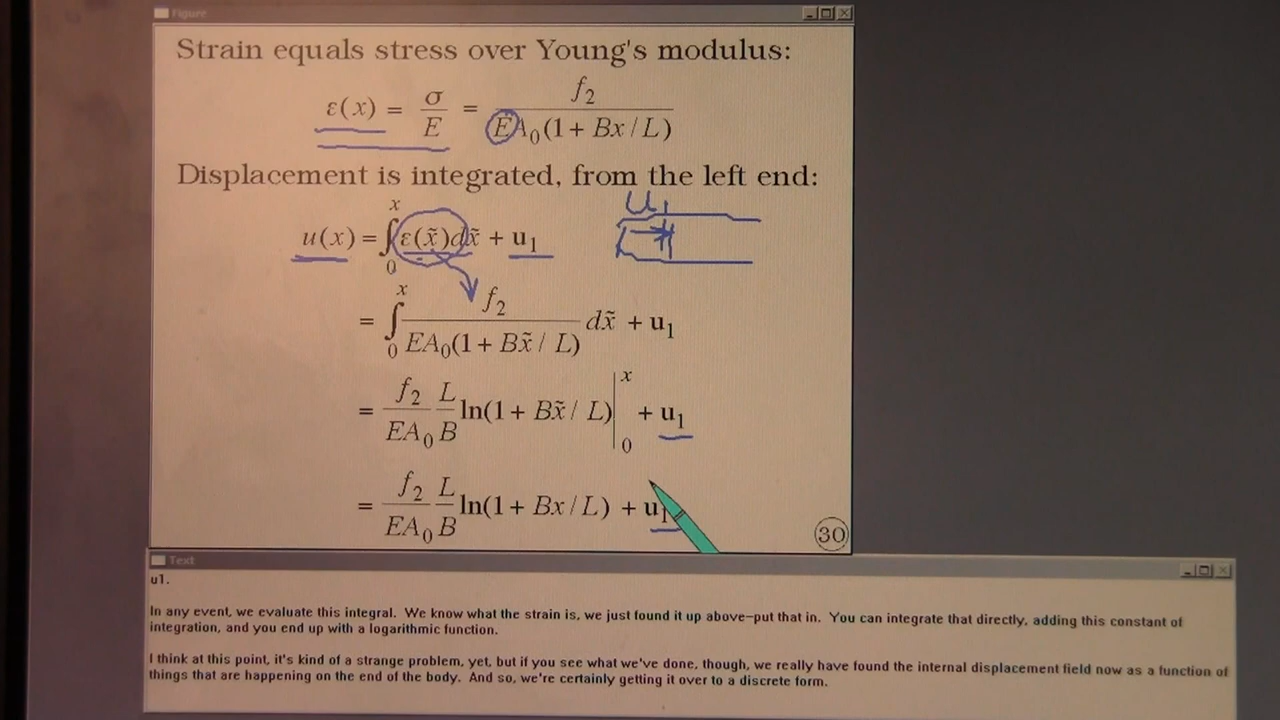 Figure
Strain equals stress over Young's modulus:
ε(x) = σ/E = f₂/(EA₀(1 + Bx / L))
Displacement is integrated, from the left end:
u₁
u(x) = ∫₀ˣ ε(x̃)dx̃ + u₁
= ∫₀ˣ f₂/(EA₀(1 + Bx̃ / L)) dx̃ + u₁
= f₂/(EA₀) L/B ln(1 + Bx̃ / L)|₀ˣ + u₁
= f₂/(EA₀) L/B ln(1 + Bx / L) + u₁
30
Text
u1.
In any event, we evaluate this integral. We know what the strain is, we just found it up above--put that in. You can integrate that directly, adding this constant of
integration, and you end up with a logarithmic function.
I think at this point, it's kind of a strange problem, yet, but if you see what we've done, though, we really have found the internal displacement field now as a function of
things that are happening on the end of the body. And so, we're certainly getting it over to a discrete form.